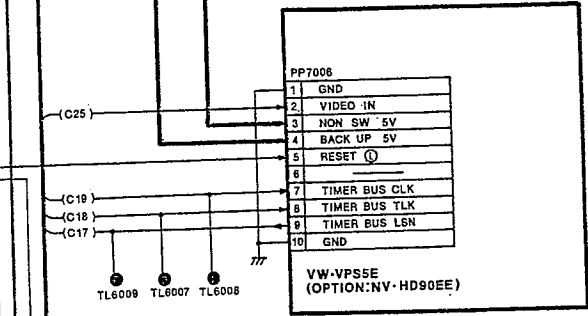 PP7006
1 GND
(C25) 2 VIDEO IN
3 NON SW 5V
4 BACK UP 5V
5 RESET Ⓛ
6 ———
(C19) 7 TIMER BUS CLK
(C18) 8 TIMER BUS TLK
(C17) 9 TIMER BUS LSN
10 GND
TL6009 TL6007 TL6008
VW·VPS5E
(OPTION:NV·HD90EE)